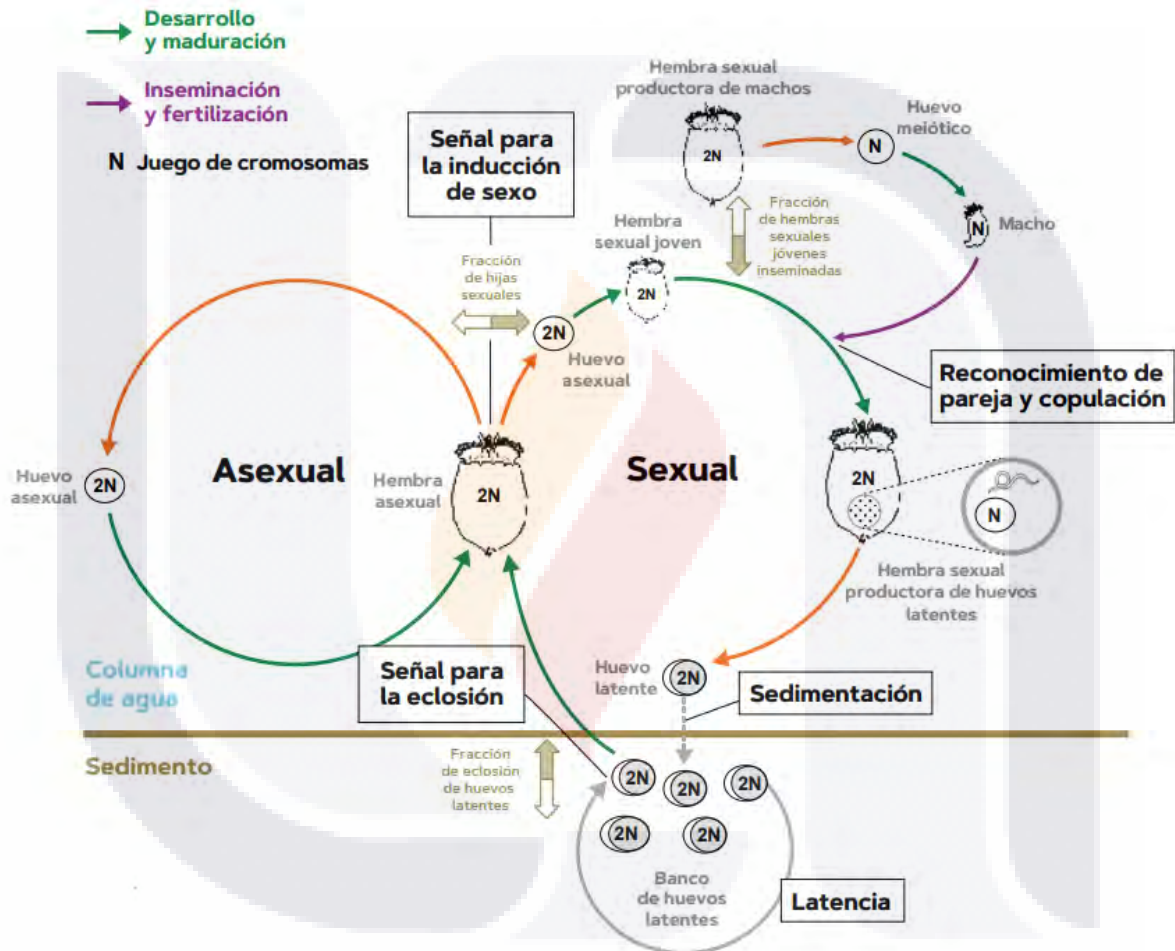 Desarrollo
y maduración
Inseminación
y fertilización
N Juego de cromosomas
Señal para
la inducción
de sexo
Hembra sexual
productora de machos
2N
Huevo
meiótico
N
N
Macho
Fracción
de hembras
sexuales
jóvenes
inseminadas
Hembra
sexual joven
2N
Fracción
de hijas
sexuales
2N
Huevo
asexual
Reconocimiento de
pareja y copulación
Asexual
Sexual
Huevo
asexual
2N
Hembra
asexual
2N
2N
N
Hembra sexual
productora de huevos
latentes
Columna
de agua
Señal para
la eclosión
Huevo
latente
2N
Sedimentación
Sedimento
Fracción
de eclosión
de huevos
latentes
2N
2N
2N
2N
2N
Banco
de huevos
latentes
Latencia